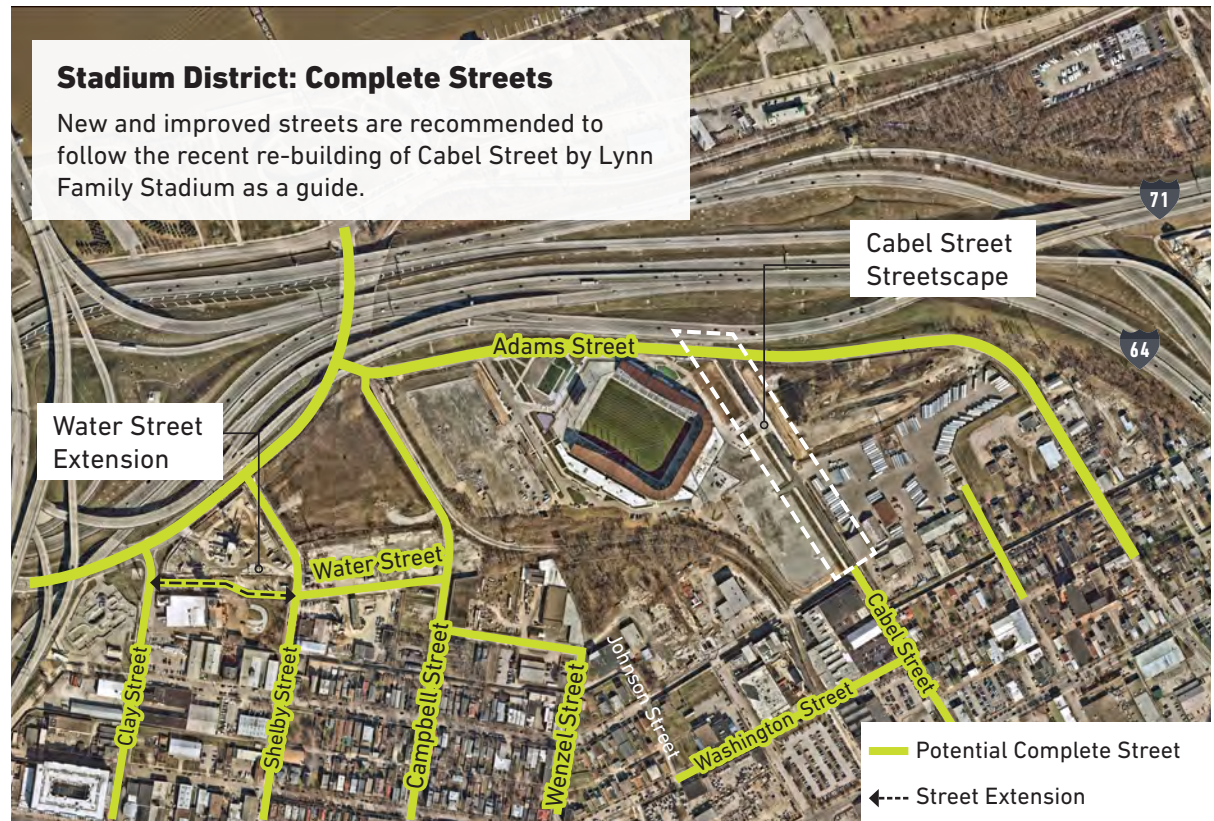 Stadium District: Complete Streets
New and improved streets are recommended to
follow the recent re-building of Cabel Street by Lynn
Family Stadium as a guide.
71
Cabel Street
Streetscape
Adams Street
64
Water Street
Extension
Water Street
Clay Street
Shelby Street
Campbell Street
Wenzel Street
Johnson Street
Washington Street
Cabel Street
Potential Complete Street
Street Extension